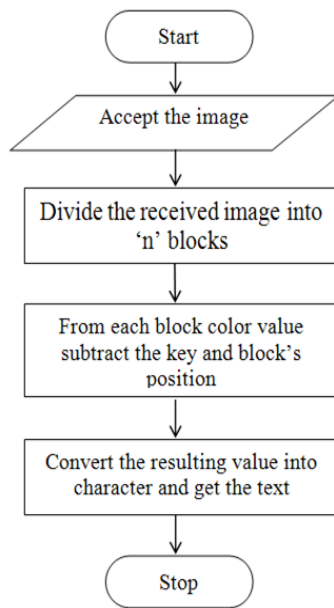 Start
Accept the image
Divide the received image into
‘n’ blocks
From each block color value
subtract the key and block’s
position
Convert the resulting value into
character and get the text
Stop